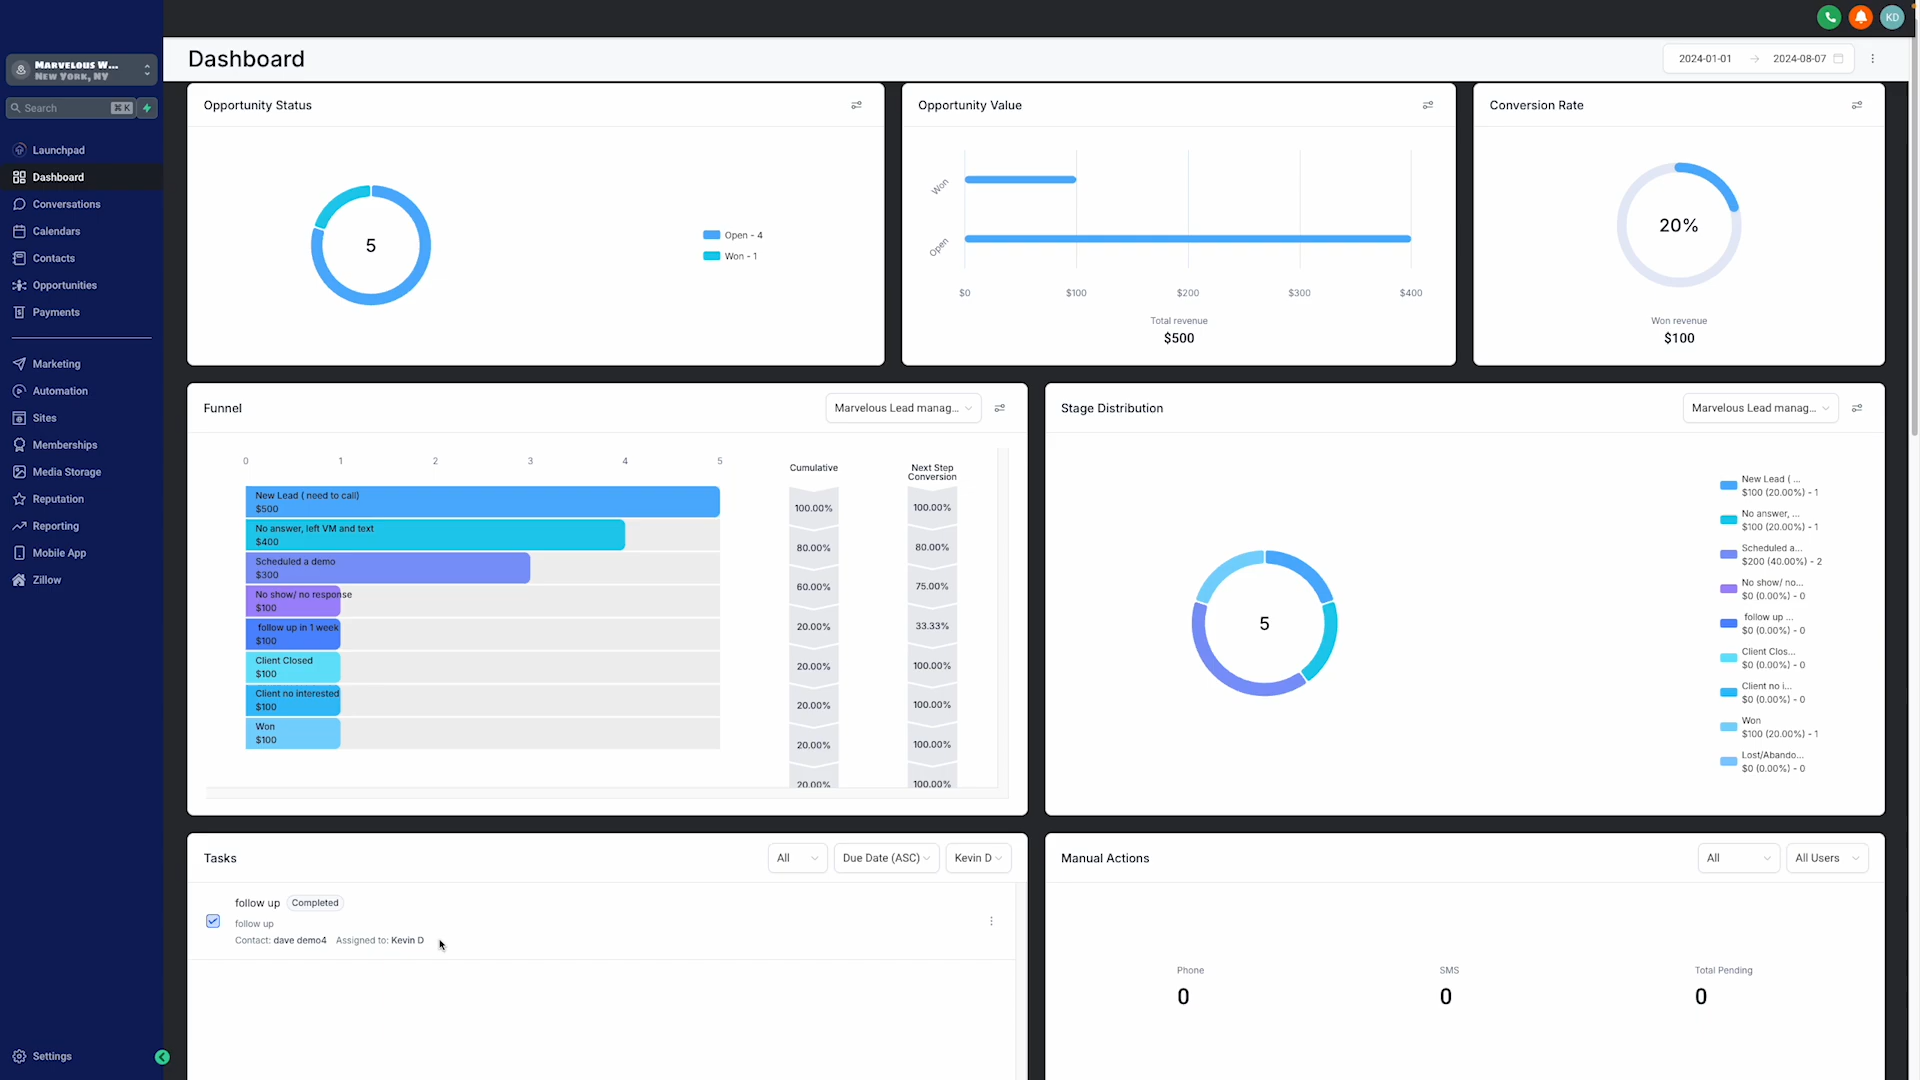 KD
MARVELOUS W...
NEW YORK, NY
Search
⌘ K
Launchpad
Dashboard
Conversations
Calendars
Contacts
Opportunities
Payments
Marketing
Automation
Sites
Memberships
Media Storage
Reputation
Reporting
Mobile App
Zillow
Settings
Dashboard
2024-01-01 → 2024-08-07
Opportunity Status
5
Open - 4
Won - 1
Opportunity Value
Won
Open
$0 $100 $200 $300 $400
Total revenue
$500
Conversion Rate
20%
Won revenue
$100
Funnel
Marvelous Lead manag...
0 1 2 3 4 5
Cumulative
Next Step
Conversion
New Lead ( need to call)
$500
100.00% 100.00%
No answer, left VM and text
$400
80.00% 80.00%
Scheduled a demo
$300
60.00% 75.00%
No show/ no response
$100
20.00% 33.33%
follow up in 1 week
$100
20.00% 100.00%
Client Closed
$100
20.00% 100.00%
Client no interested
$100
20.00% 100.00%
Won
$100
20.00% 100.00%
Stage Distribution
Marvelous Lead manag...
5
New Lead ( ...
$100 (20.00%) - 1
No answer, ...
$100 (20.00%) - 1
Scheduled a...
$200 (40.00%) - 2
No show/ no...
$0 (0.00%) - 0
follow up ...
$0 (0.00%) - 0
Client Clos...
$0 (0.00%) - 0
Client no i...
$0 (0.00%) - 0
Won
$100 (20.00%) - 1
Lost/Abando...
$0 (0.00%) - 0
Tasks
All
Due Date (ASC)
Kevin D
follow up Completed
follow up
Contact: dave demo4 Assigned to: Kevin D
Manual Actions
All
All Users
Phone
0
SMS
0
Total Pending
0